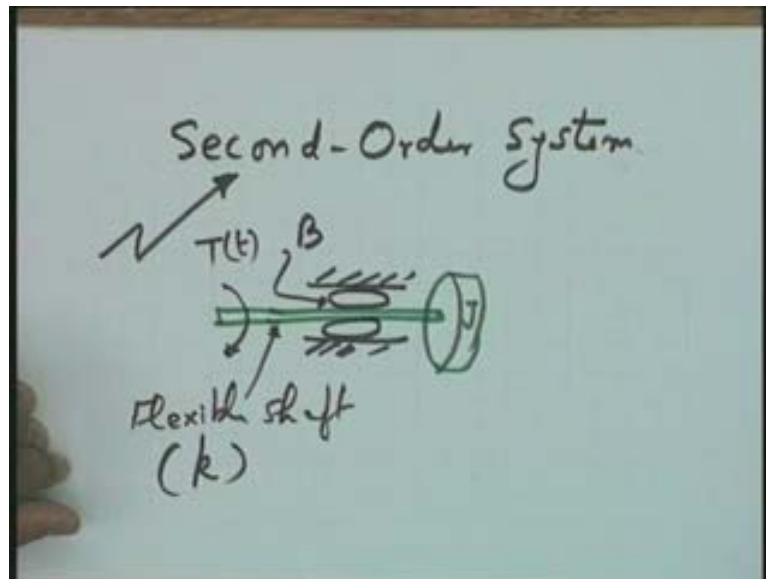 Second-Order System
T(t) B
J
Flexible shaft
(k)